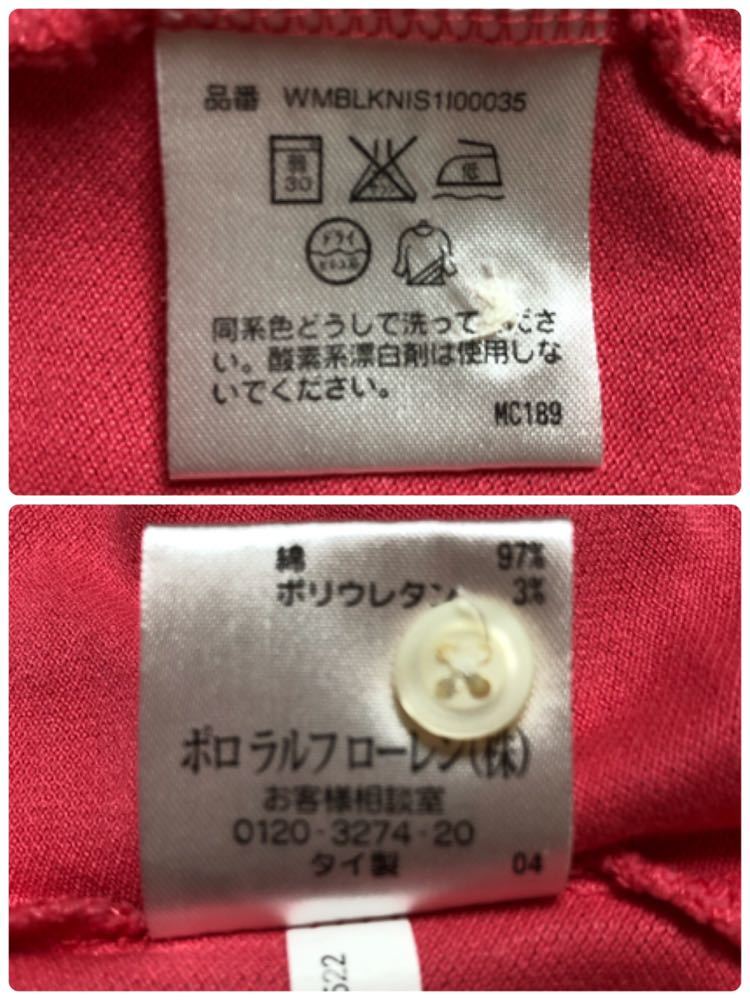 品番 WMBLKNIS1I00035
弱
30
低
ドライ
同系色どうしで洗ってくださ
い。酸素系漂白剤は使用しな
いでください。
MC189
綿 97%
ポリウレタン 3%
ポロ ラルフ ローレン(株)
お客様相談室
0120-3274-20
タイ製 04
522